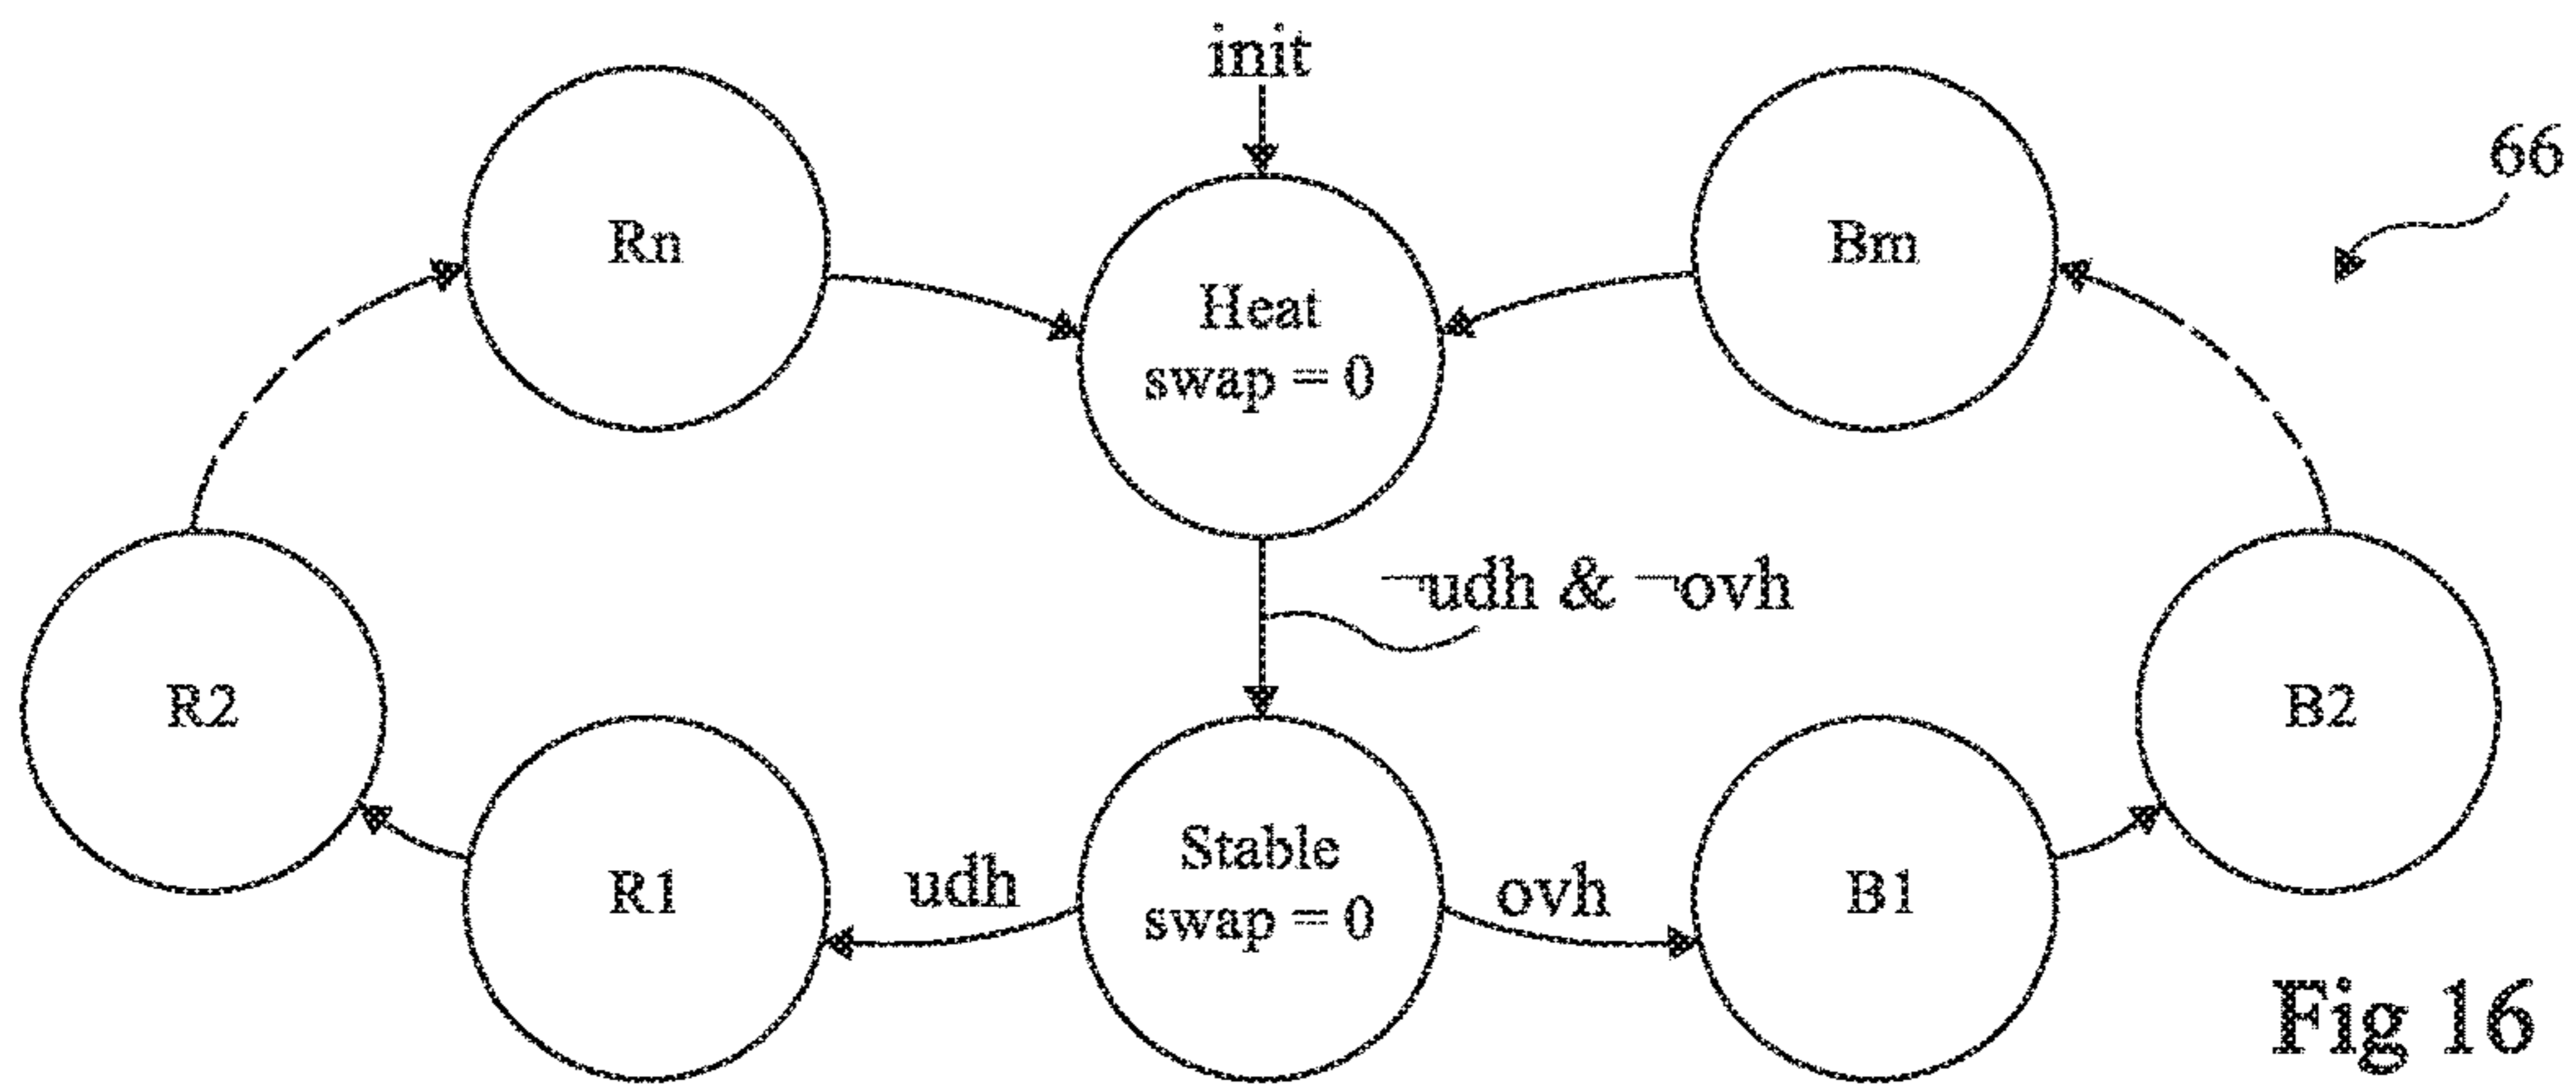 init
66
Rn
Bm
Heat
swap = 0
¬udh & ¬ovh
R2
B2
Stable
swap = 0
R1
udh
ovh
B1
Fig 16